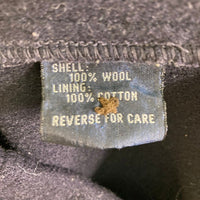 SHELL:
100% WOOL
LINING:
100% COTTON
REVERSE FOR CARE